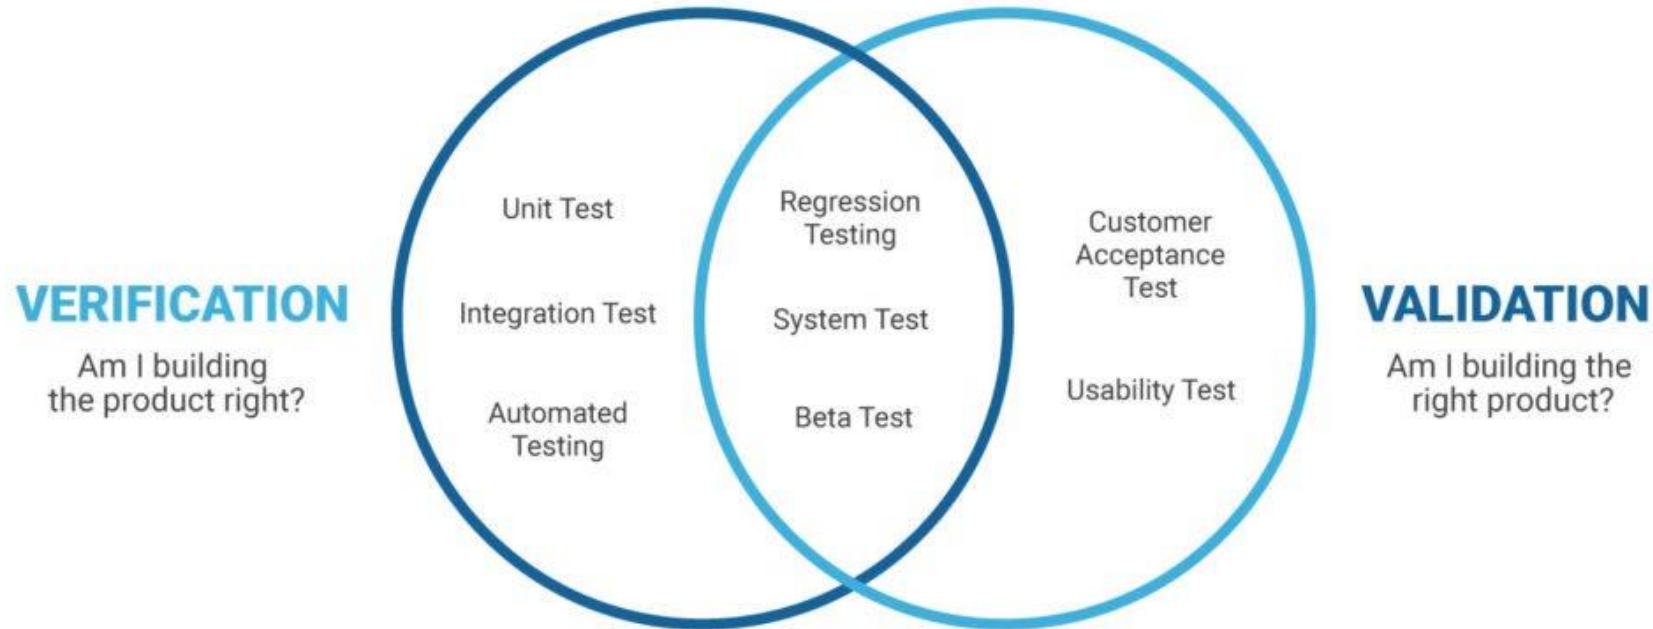 VERIFICATION
Am I building
the product right?
Unit Test
Integration Test
Automated
Testing
Regression
Testing
System Test
Beta Test
Customer
Acceptance
Test
Usability Test
VALIDATION
Am I building the
right product?